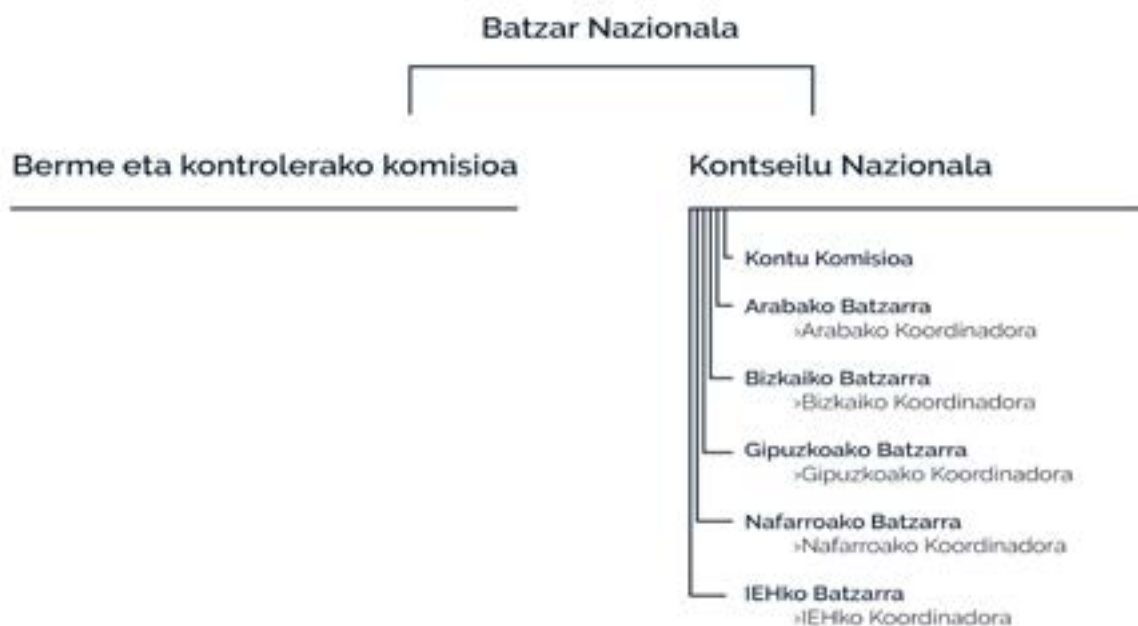 Batzar Nazionala
Berme eta kontrolerako komisioa
Kontseilu Nazionala
Kontu Komisioa
Arabako Batzarra
›Arabako Koordinadora
Bizkaiko Batzarra
›Bizkaiko Koordinadora
Gipuzkoako Batzarra
›Gipuzkoako Koordinadora
Nafarroako Batzarra
›Nafarroako Koordinadora
IEHko Batzarra
›IEHko Koordinadora